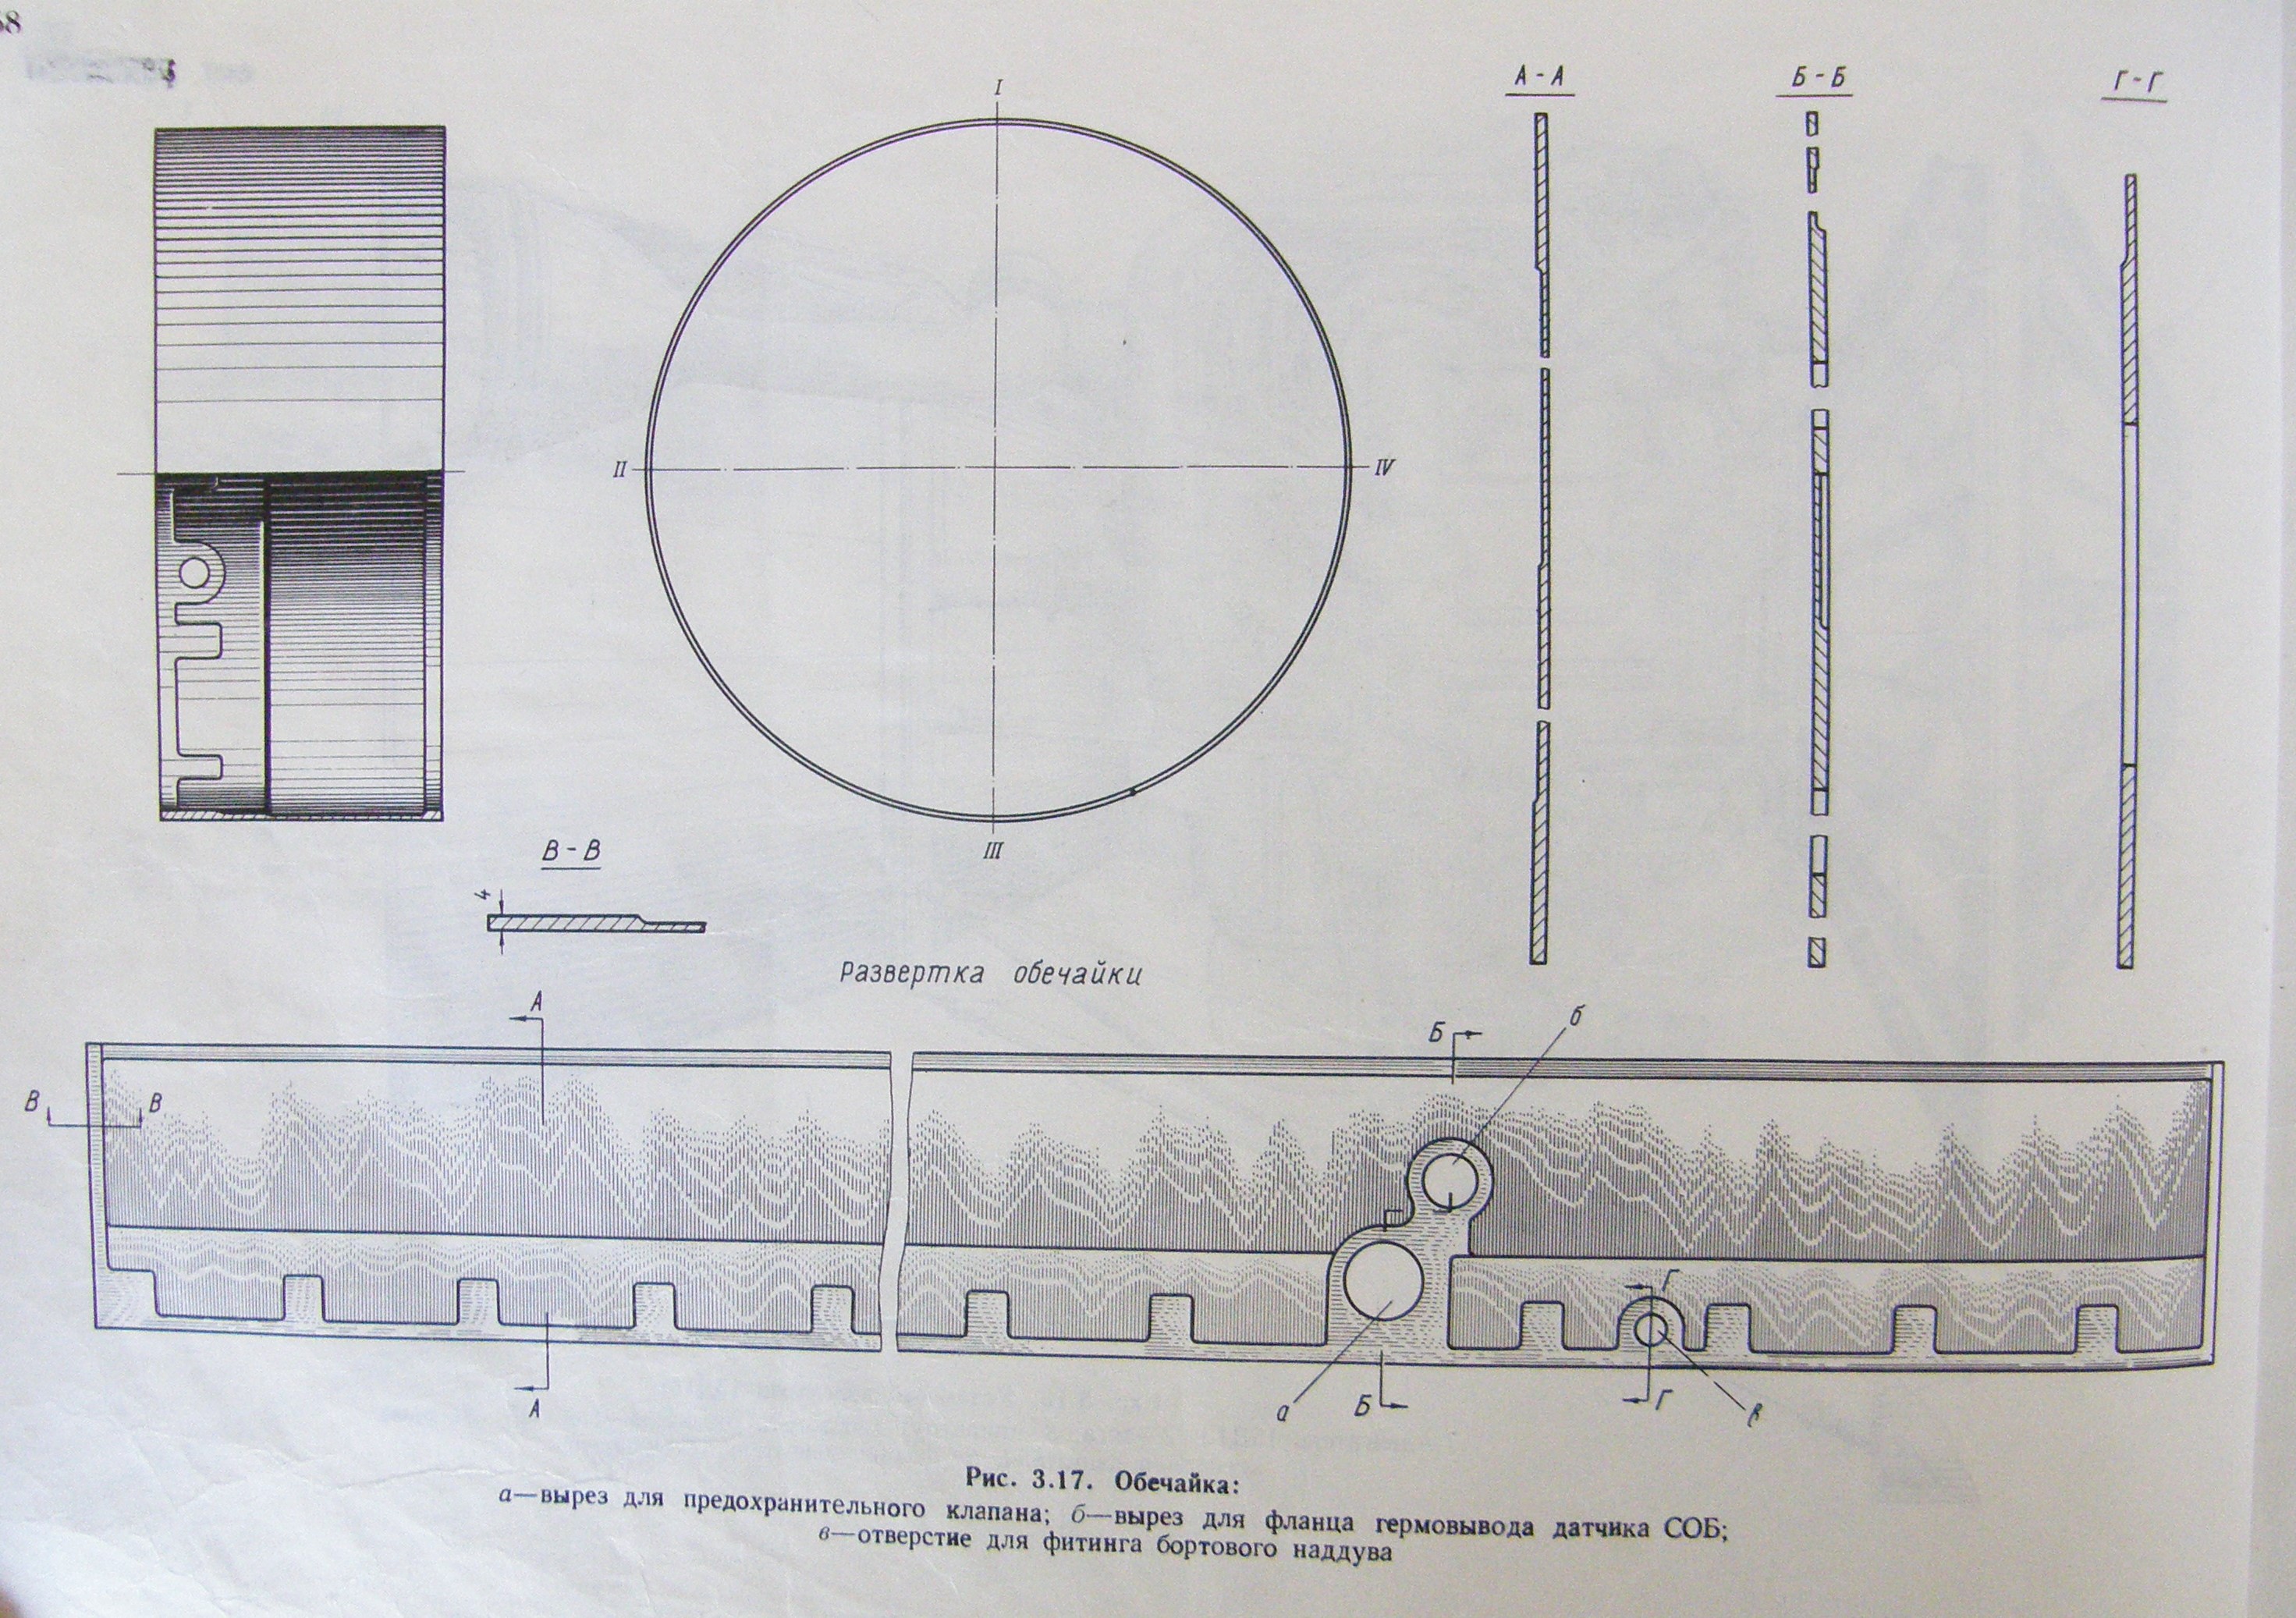 I
А - А
Б - Б
Г - Г
II
IV
III
В - В
4
Развертка обечайки
А
Б
б
В
В
Г
А
а
Б
Г
в
Рис. 3.17. Обечайка:
а—вырез для предохранительного клапана; б—вырез для фланца гермовывода датчика СОБ;
в—отверстие для фитинга бортового наддува